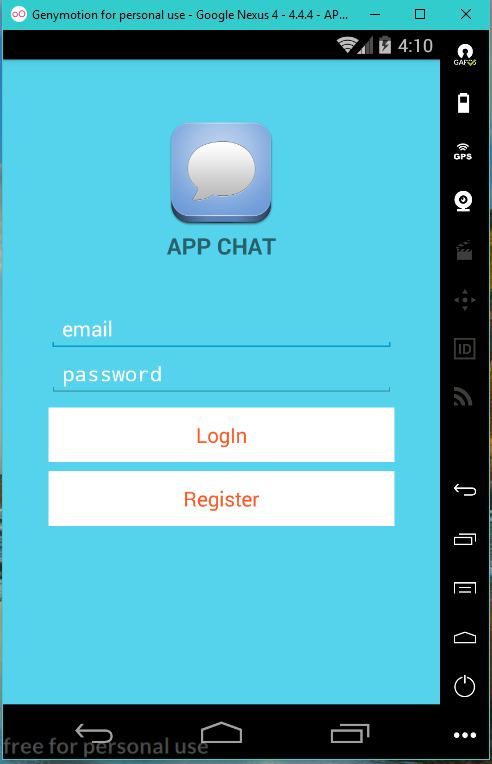 Genymotion for personal use - Google Nexus 4 - 4.4.4 - AP...
4:10
GAPPS
GPS
APP CHAT
email
password
LogIn
ID
Register
free for personal use